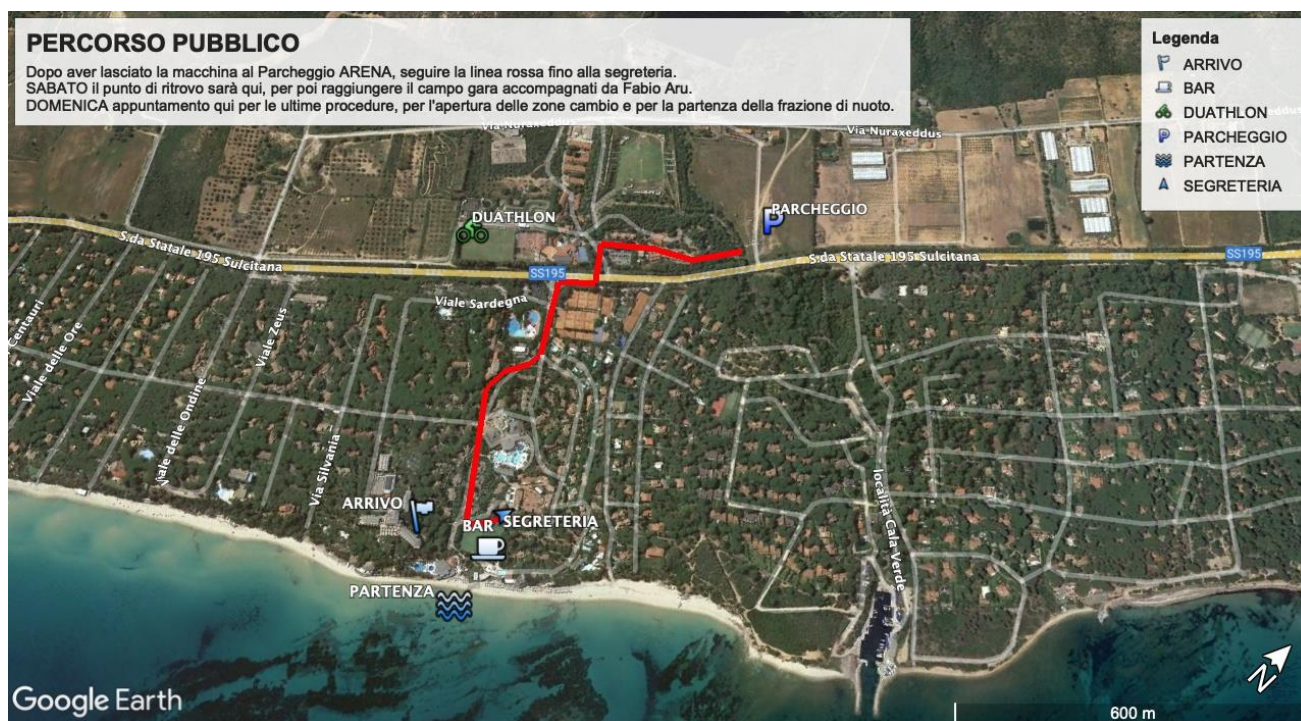 PERCORSO PUBBLICO
Dopo aver lasciato la macchina al Parcheggio ARENA, seguire la linea rossa fino alla segreteria.
SABATO il punto di ritrovo sarà qui, per poi raggiungere il campo gara accompagnati da Fabio Aru.
DOMENICA appuntamento qui per le ultime procedure, per l'apertura delle zone cambio e per la partenza della frazione di nuoto.
Legenda
ARRIVO
BAR
DUATHLON
P PARCHEGGIO
PARTENZA
SEGRETERIA
Via-Nuraxeddus
Via-Nuraxeddus
DUATHLON
PARCHEGGIO
P
S.da Statale 195 Sulcitana
SS195
S.da Statale 195 Sulcitana
SS195
Viale Sardegna
Centauri
Viale delle Ore
Viale Zeus
Viale delle Ondine
Via Silvania
località Cala Verde
ARRIVO
BAR
SEGRETERIA
PARTENZA
Google Earth
N
600 m